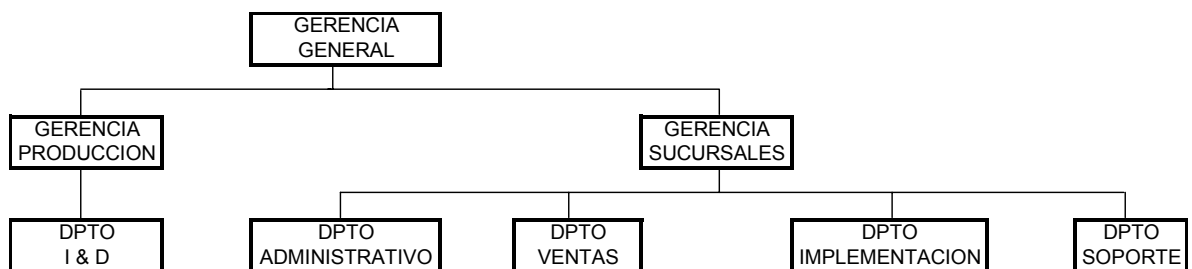 GERENCIA
GENERAL
GERENCIA
PRODUCCION
GERENCIA
SUCURSALES
DPTO
I & D
DPTO
ADMINISTRATIVO
DPTO
VENTAS
DPTO
IMPLEMENTACION
DPTO
SOPORTE